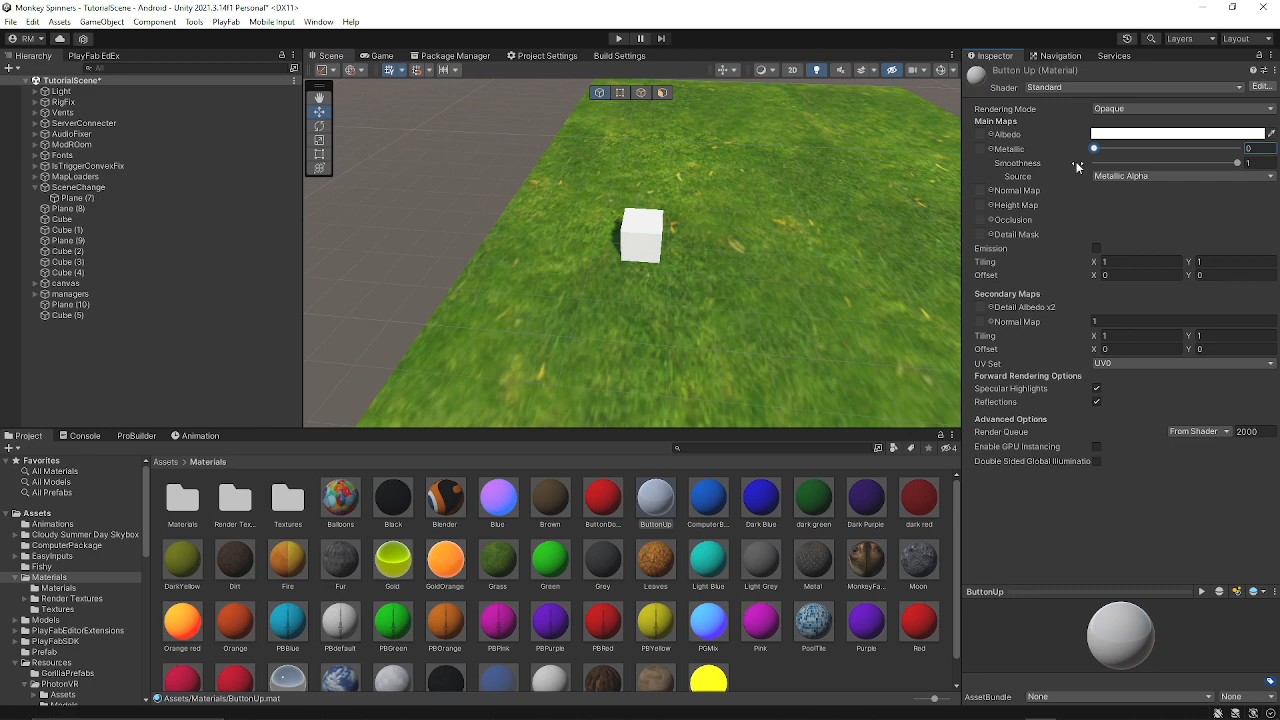 Monkey Spinners - TutorialScene - Android - Unity 2021.3.14f1 Personal* <DX11>
File Edit Assets GameObject Component Tools PlayFab Mobile Input Window Help
RM Layers Layout
Hierarchy PlayFab EdEx Scene Game Package Manager Project Settings Build Settings Inspector Navigation Services
All 2D
Button Up (Material)
Shader Standard Edit...
TutorialScene*
Light
RigFix
Vents
ServerConnecter
AudioFixer
ModROom
Fonts
IsTriggerConvexFix
MapLoaders
SceneChange
Plane (7)
Plane (8)
Cube
Cube (1)
Plane (9)
Cube (2)
Cube (3)
Cube (4)
canvas
managers
Plane (10)
Cube (5)
Rendering Mode Opaque
Main Maps
Albedo
Metallic 0
Smoothness 1
Source Metallic Alpha
Normal Map
Height Map
Occlusion
Detail Mask
Emission
Tiling X 1 Y 1
Offset X 0 Y 0
Secondary Maps
Detail Albedo x2
Normal Map 1
Tiling X 1 Y 1
Offset X 0 Y 0
UV Set UV0
Forward Rendering Options
Specular Highlights
Reflections
Advanced Options
Render Queue From Shader 2000
Enable GPU Instancing
Double Sided Global Illuminatio
Project Console ProBuilder Animation
4
Favorites
All Materials
All Models
All Prefabs
Assets
Animations
Cloudy Summer Day Skybox
ComputerPackage
EasyInputs
Fishy
Materials
Materials
Render Textures
Textures
Models
PlayFabEditorExtensions
PlayFabSDK
Prefab
Resources
GorillaPrefabs
PhotonVR
Assets
Models
Assets > Materials
Materials Render Tex... Textures Balloons Black Blender Blue Brown ButtonDo... ButtonUp ComputerB... Dark Blue dark green Dark Purple dark red
DarkYellow Dirt Fire Fur Gold GoldOrange Grass Green Grey Leaves Light Blue Light Grey Metal MonkeyFa... Moon
Orange red Orange PBBlue PBdefault PBGreen PBOrange PBPink PBPurple PBRed PBYellow PGMix Pink PoolTile Purple Red
Assets/Materials/ButtonUp.mat
ButtonUp
AssetBundle None None